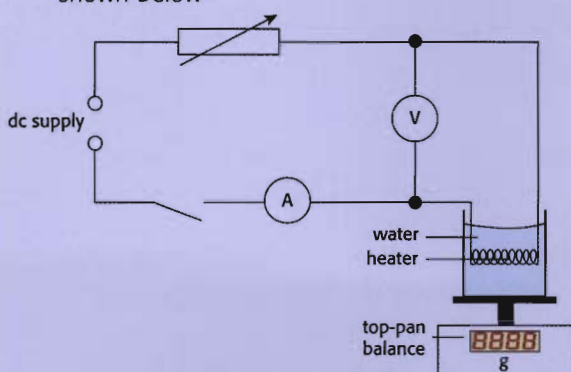 shown below
dc supply
V
A
water
heater
top-pan
balance
8888
g